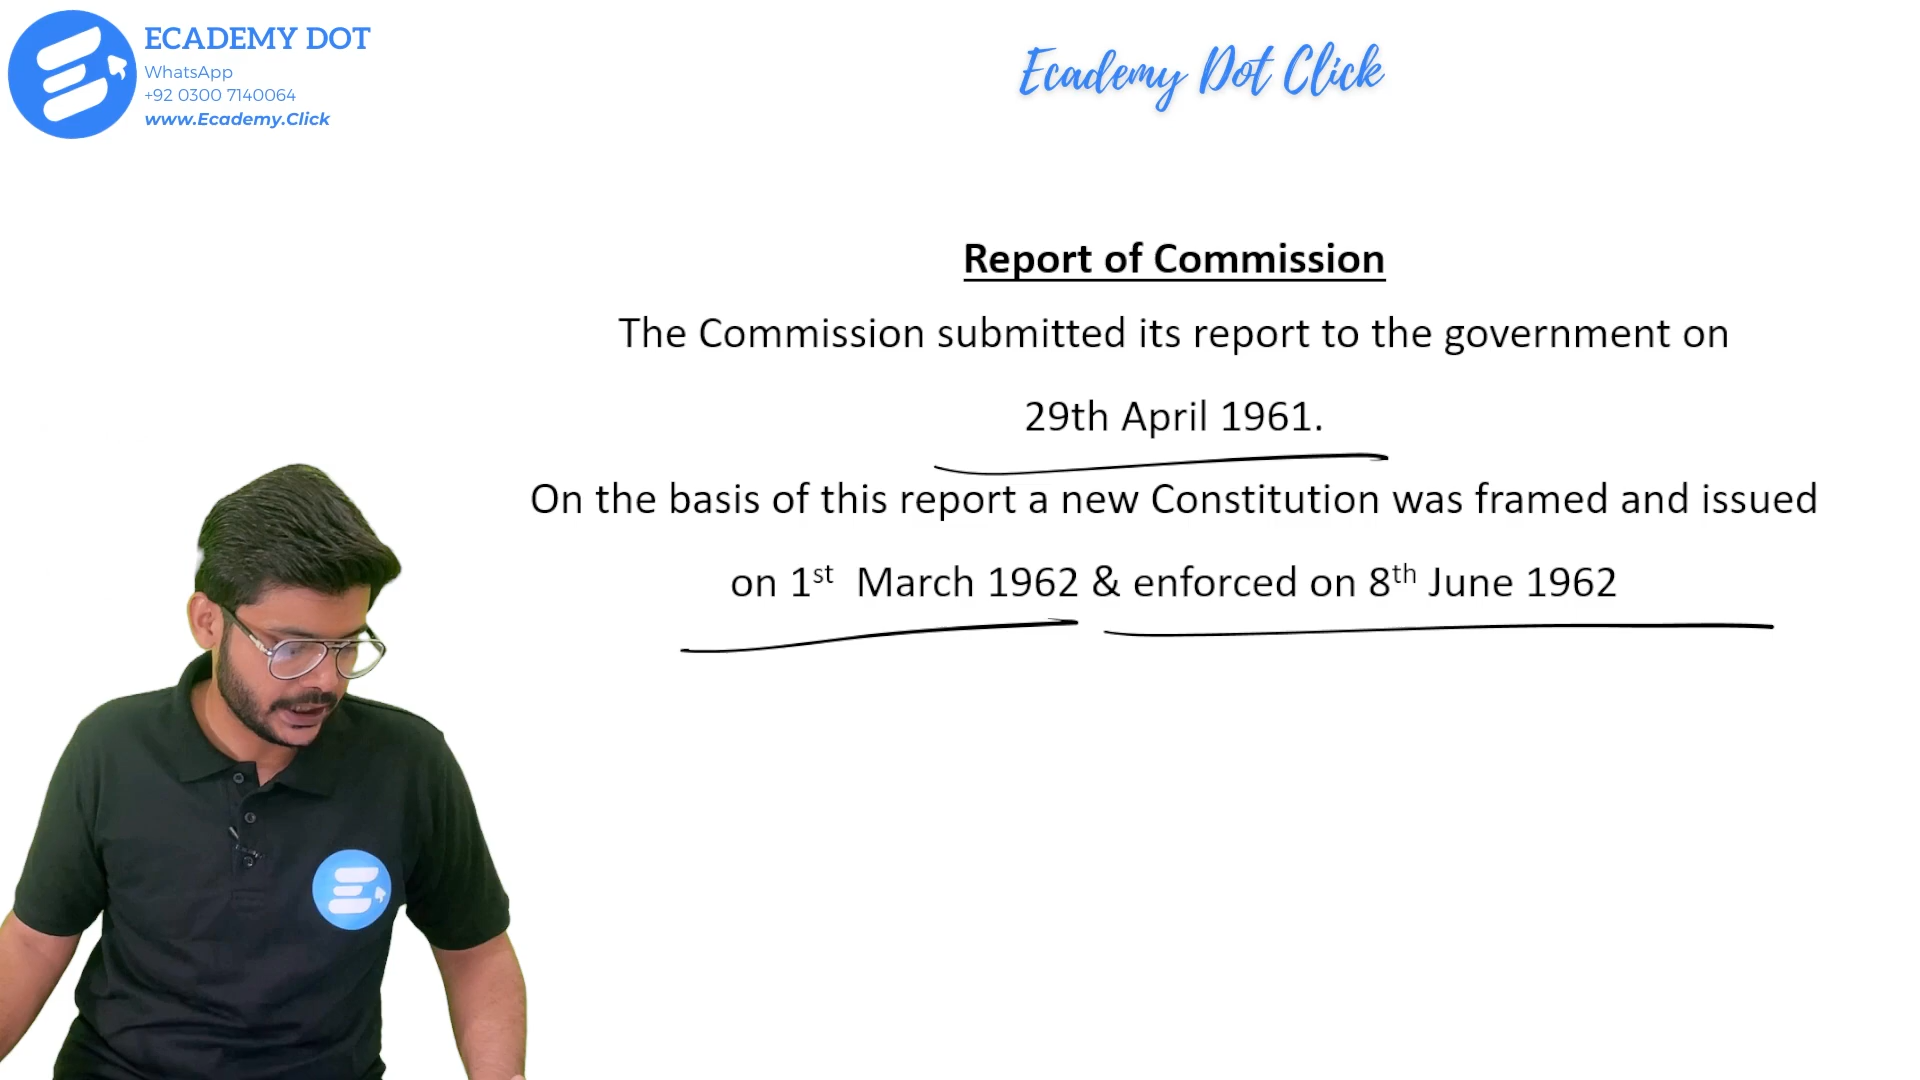 ECADEMY DOT
WhatsApp
+92 0300 7140064
www.Ecademy.Click
Ecademy Dot Click
Report of Commission
The Commission submitted its report to the government on
29th April 1961.
On the basis of this report a new Constitution was framed and issued
on 1st March 1962 & enforced on 8th June 1962